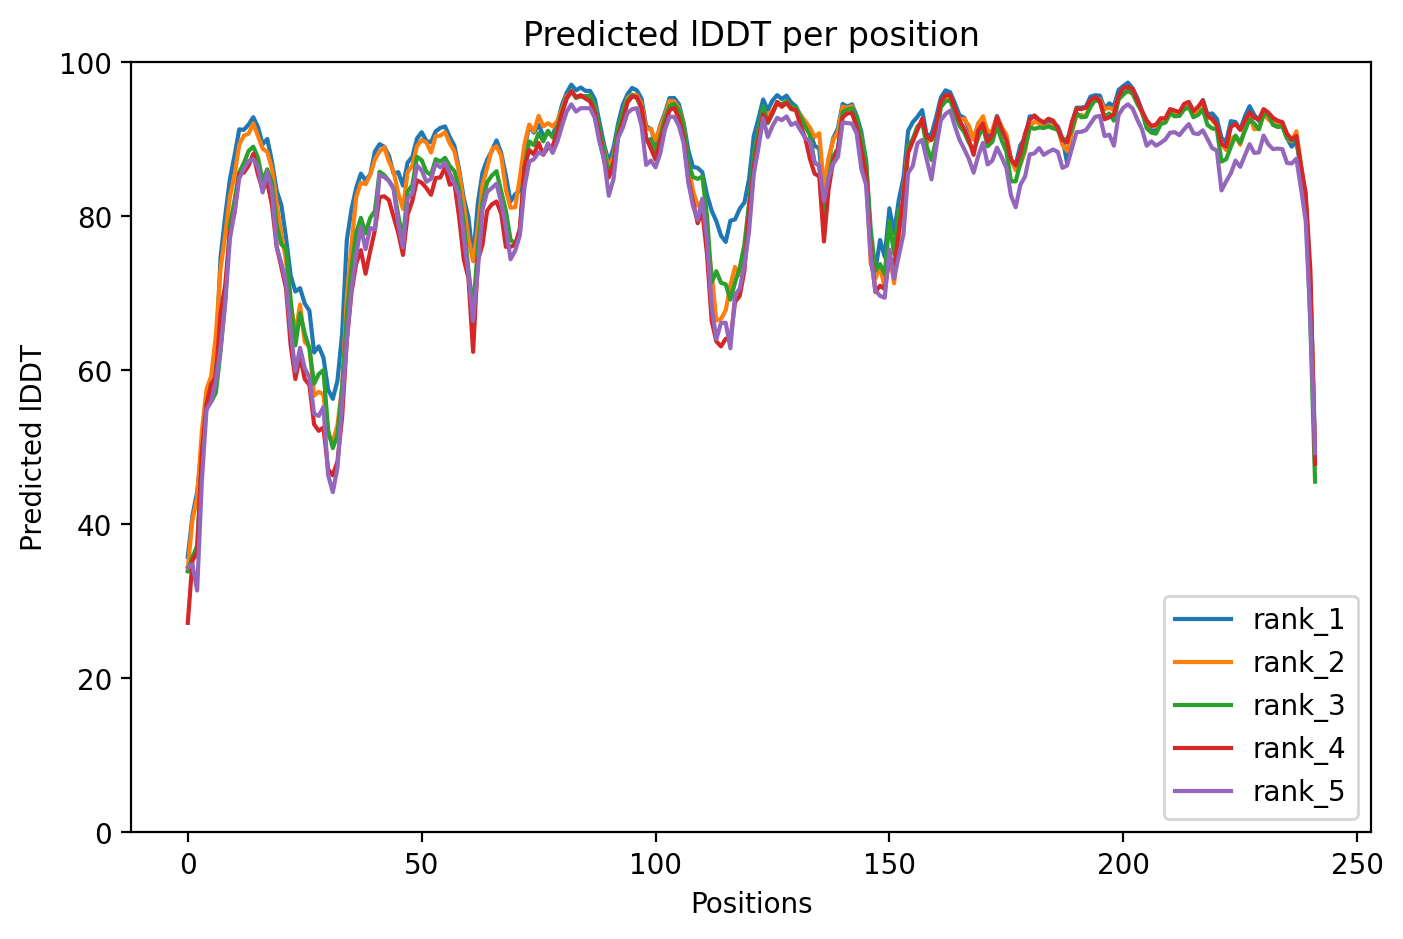 Predicted lDDT per position
100
80
60
40
20
0
Predicted lDDT
0 50 100 150 200 250
Positions
rank_1
rank_2
rank_3
rank_4
rank_5